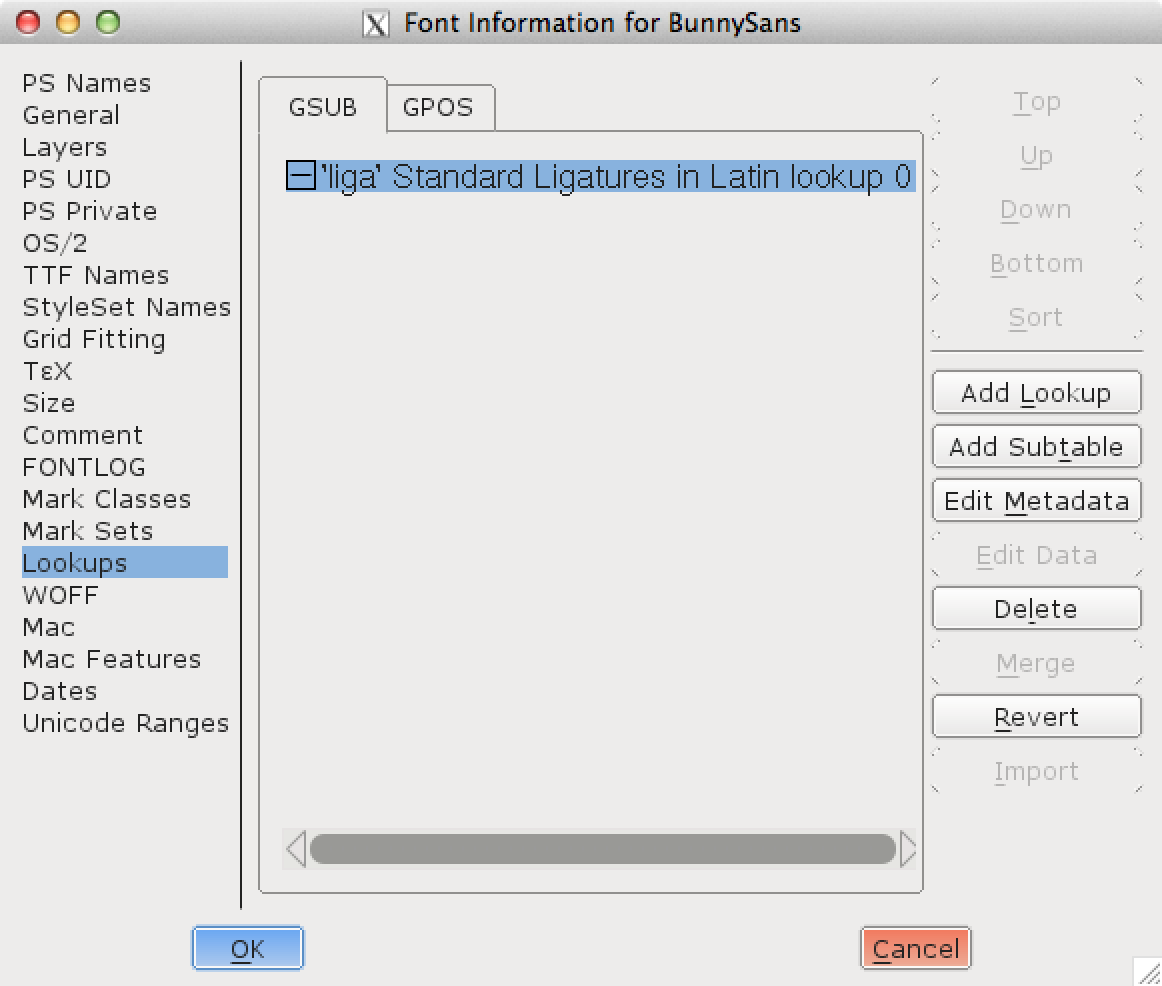 Font Information for BunnySans
PS Names
General
Layers
PS UID
PS Private
OS/2
TTF Names
StyleSet Names
Grid Fitting
TεX
Size
Comment
FONTLOG
Mark Classes
Mark Sets
Lookups
WOFF
Mac
Mac Features
Dates
Unicode Ranges
GSUB
GPOS
'liga' Standard Ligatures in Latin lookup 0
Top
Up
Down
Bottom
Sort
Add Lookup
Add Subtable
Edit Metadata
Edit Data
Delete
Merge
Revert
Import
OK
Cancel